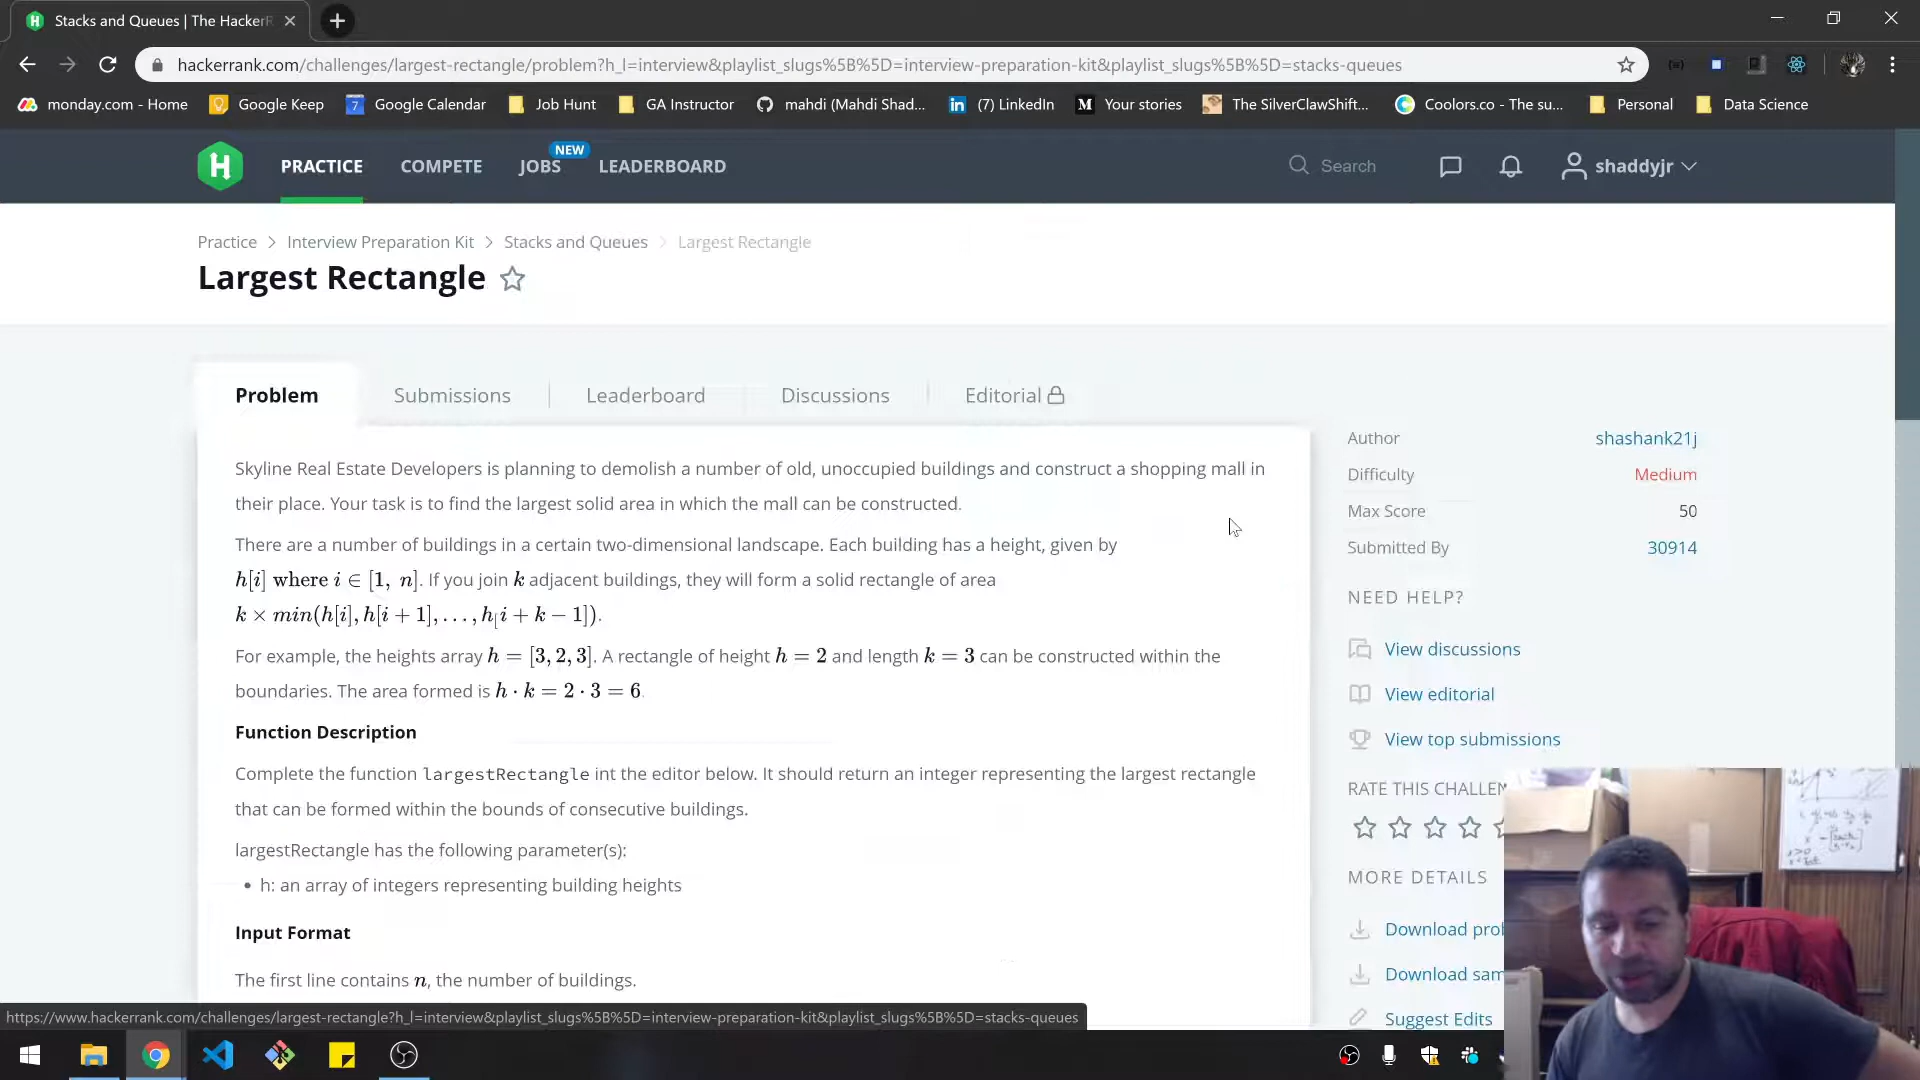 Stacks and Queues | The HackerR
hackerrank.com/challenges/largest-rectangle/problem?h_l=interview&playlist_slugs%5B%5D=interview-preparation-kit&playlist_slugs%5B%5D=stacks-queues
monday.com - Home Google Keep Google Calendar Job Hunt GA Instructor mahdi (Mahdi Shad... (7) LinkedIn Your stories The SilverClawShift... Coolors.co - The su... Personal Data Science
PRACTICE COMPETE JOBS NEW LEADERBOARD Search shaddyjr
Practice > Interview Preparation Kit > Stacks and Queues > Largest Rectangle
Largest Rectangle
Problem Submissions Leaderboard Discussions Editorial
Skyline Real Estate Developers is planning to demolish a number of old, unoccupied buildings and construct a shopping mall in
their place. Your task is to find the largest solid area in which the mall can be constructed.
There are a number of buildings in a certain two-dimensional landscape. Each building has a height, given by
h[i] where i ∈ [1, n]. If you join k adjacent buildings, they will form a solid rectangle of area
k × min(h[i], h[i + 1], . . . , h[i + k − 1]).
For example, the heights array h = [3, 2, 3]. A rectangle of height h = 2 and length k = 3 can be constructed within the
boundaries. The area formed is h · k = 2 · 3 = 6.
Function Description
Complete the function largestRectangle int the editor below. It should return an integer representing the largest rectangle
that can be formed within the bounds of consecutive buildings.
largestRectangle has the following parameter(s):
• h: an array of integers representing building heights
Input Format
The first line contains n, the number of buildings.
Author shashank21j
Difficulty Medium
Max Score 50
Submitted By 30914
NEED HELP?
View discussions
View editorial
View top submissions
RATE THIS CHALLEN
MORE DETAILS
Download pro
Download sam
Suggest Edits
https://www.hackerrank.com/challenges/largest-rectangle?h_l=interview&playlist_slugs%5B%5D=interview-preparation-kit&playlist_slugs%5B%5D=stacks-queues